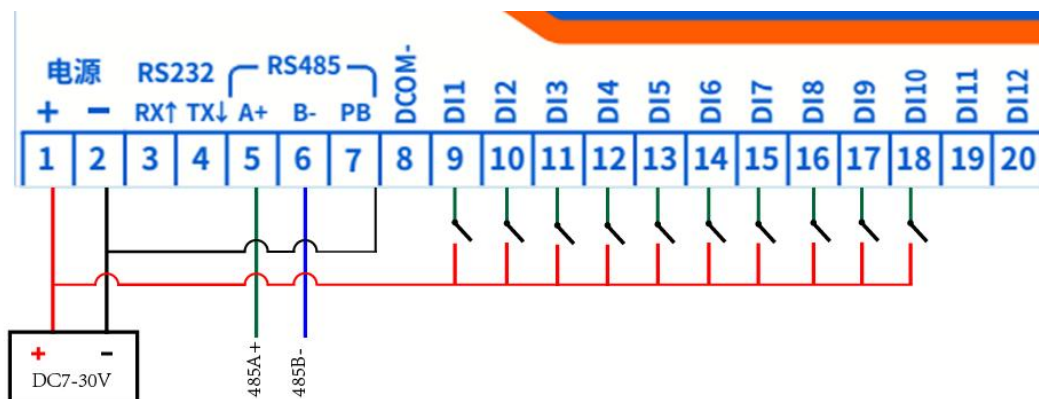 电源 RS232 RS485
+ − RX↑ TX↓ A+ B- PB DCOM- DI1 DI2 DI3 DI4 DI5 DI6 DI7 DI8 DI9 DI10 DI11 DI12
1 2 3 4 5 6 7 8 9 10 11 12 13 14 15 16 17 18 19 20
+ -
DC7-30V
485A+
485B-